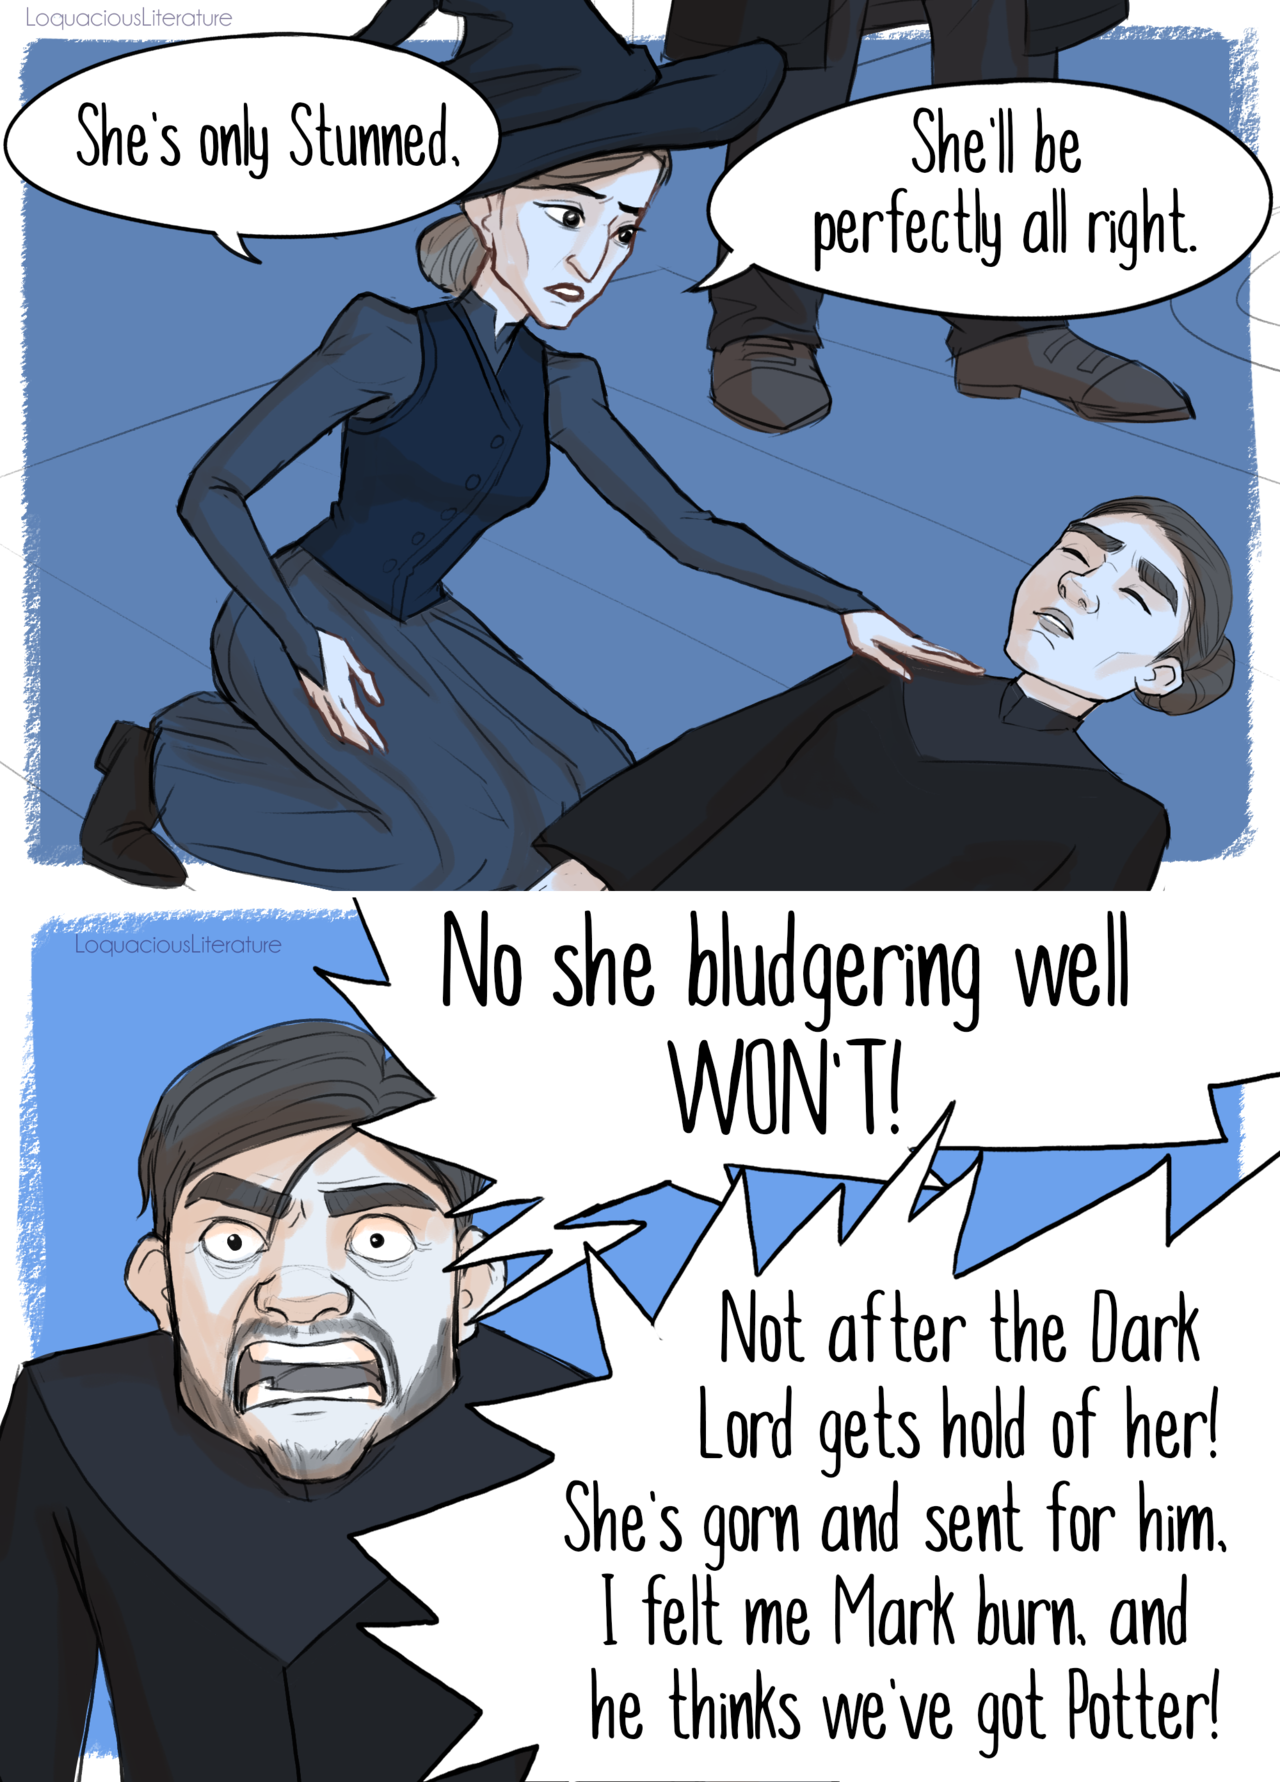 LoquaciousLiterature
She's only Stunned.
She'll be
perfectly all right.
LoquaciousLiterature
No she bludgering well
WON'T!
Not after the Dark
Lord gets hold of her!
She's gorn and sent for him,
I felt me Mark burn, and
he thinks we've got Potter!